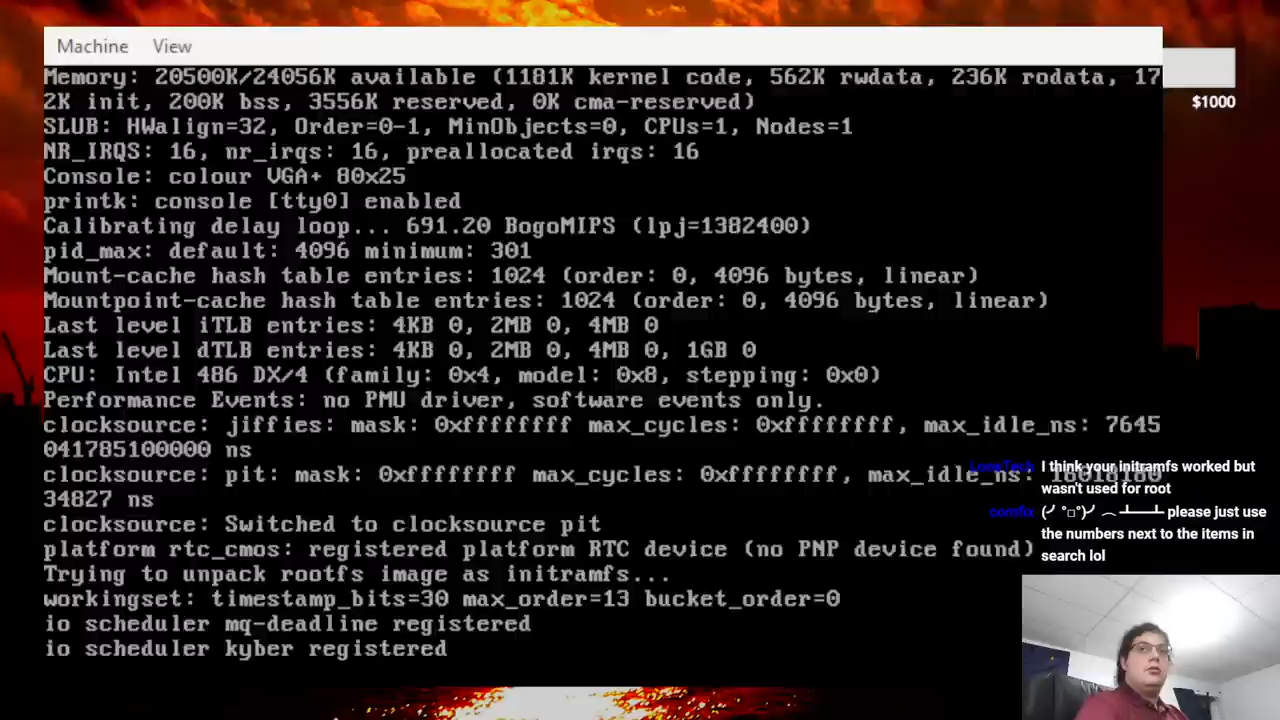 Machine View
Memory: 20500K/24056K available (1181K kernel code, 562K rwdata, 236K rodata, 17
2K init, 200K bss, 3556K reserved, 0K cma-reserved)
$1000
SLUB: HWalign=32, Order=0-1, MinObjects=0, CPUs=1, Nodes=1
NR_IRQS: 16, nr_irqs: 16, preallocated irqs: 16
Console: colour VGA+ 80x25
printk: console [tty0] enabled
Calibrating delay loop... 691.20 BogoMIPS (lpj=1382400)
pid_max: default: 4096 minimum: 301
Mount-cache hash table entries: 1024 (order: 0, 4096 bytes, linear)
Mountpoint-cache hash table entries: 1024 (order: 0, 4096 bytes, linear)
Last level iTLB entries: 4KB 0, 2MB 0, 4MB 0
Last level dTLB entries: 4KB 0, 2MB 0, 4MB 0, 1GB 0
CPU: Intel 486 DX/4 (family: 0x4, model: 0x8, stepping: 0x0)
Performance Events: no PMU driver, software events only.
clocksource: jiffies: mask: 0xffffffff max_cycles: 0xffffffff, max_idle_ns: 7645
041785100000 ns
clocksource: pit: mask: 0xffffffff max_cycles: 0xffffffff, max_idle_ns:
34827 ns
clocksource: Switched to clocksource pit
platform rtc_cmos: registered platform RTC device (no PNP device found)
Trying to unpack rootfs image as initramfs...
workingset: timestamp_bits=30 max_order=13 bucket_order=0
io scheduler mq-deadline registered
io scheduler kyber registered
LoneTech I think your initramfs worked but
wasn't used for root
comfix (╯°□°)╯︵ ┻━┻ please just use
the numbers next to the items in
search lol